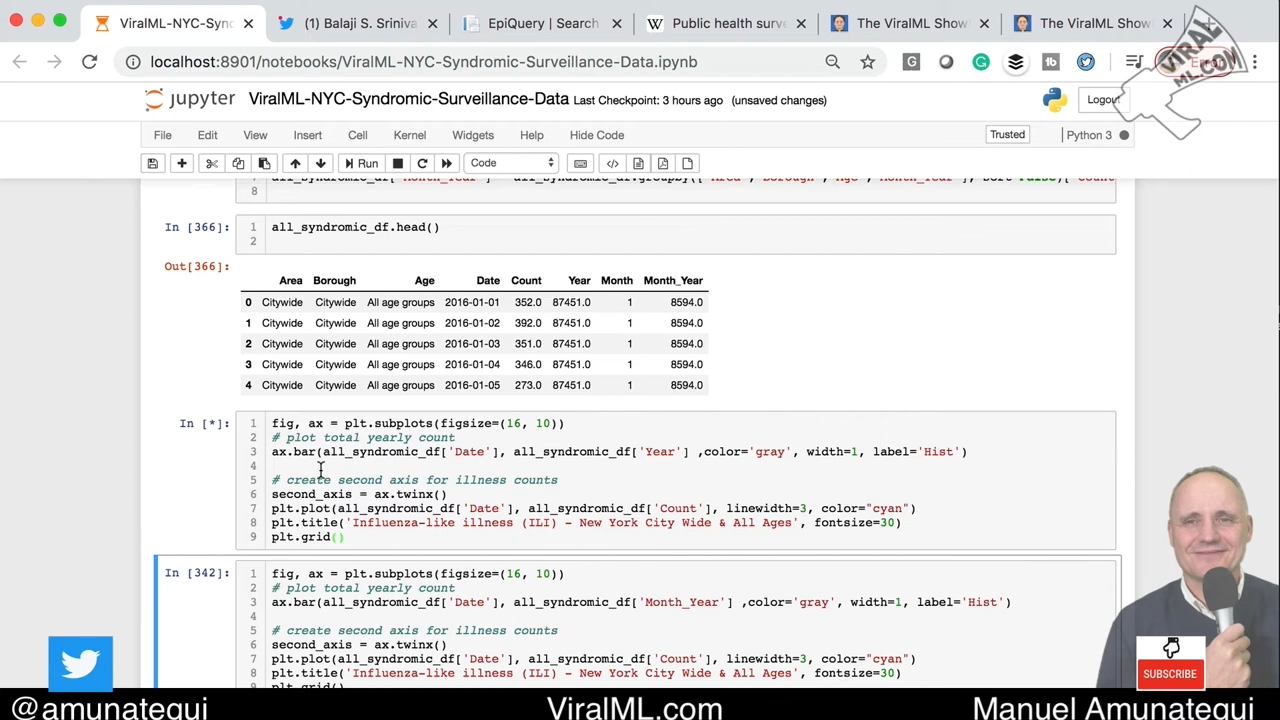 ViralML-NYC-Sync
(1) Balaji S. Sriniva
EpiQuery | Search
Public health surve
The ViralML Show
The ViralML Show
localhost:8901/notebooks/ViralML-NYC-Syndromic-Surveillance-Data.ipynb
Error
VIRAL
ML.COM
jupyter
ViralML-NYC-Syndromic-Surveillance-Data Last Checkpoint: 3 hours ago (unsaved changes)
Logout
File Edit View Insert Cell Kernel Widgets Help Hide Code
Trusted
Python 3
Run
Code
8
In [366]:
1 all_syndromic_df.head()
2
Out[366]:
Area Borough Age Date Count Year Month Month_Year
0 Citywide Citywide All age groups 2016-01-01 352.0 87451.0 1 8594.0
1 Citywide Citywide All age groups 2016-01-02 392.0 87451.0 1 8594.0
2 Citywide Citywide All age groups 2016-01-03 351.0 87451.0 1 8594.0
3 Citywide Citywide All age groups 2016-01-04 346.0 87451.0 1 8594.0
4 Citywide Citywide All age groups 2016-01-05 273.0 87451.0 1 8594.0
In [*]:
1 fig, ax = plt.subplots(figsize=(16, 10))
2 # plot total yearly count
3 ax.bar(all_syndromic_df['Date'], all_syndromic_df['Year'] ,color='gray', width=1, label='Hist')
4
5 # create second axis for illness counts
6 second_axis = ax.twinx()
7 plt.plot(all_syndromic_df['Date'], all_syndromic_df['Count'], linewidth=3, color="cyan")
8 plt.title('Influenza-like illness (ILI) - New York City Wide & All Ages', fontsize=30)
9 plt.grid()
In [342]:
1 fig, ax = plt.subplots(figsize=(16, 10))
2 # plot total yearly count
3 ax.bar(all_syndromic_df['Date'], all_syndromic_df['Month_Year'] ,color='gray', width=1, label='Hist')
4
5 # create second axis for illness counts
6 second_axis = ax.twinx()
7 plt.plot(all_syndromic_df['Date'], all_syndromic_df['Count'], linewidth=3, color="cyan")
8 plt.title('Influenza-like illness (ILI) - New York City Wide & All Ages', fontsize=30)
9 plt.grid()
SUBSCRIBE
@amunategui
ViralML.com
Manuel Amunategui